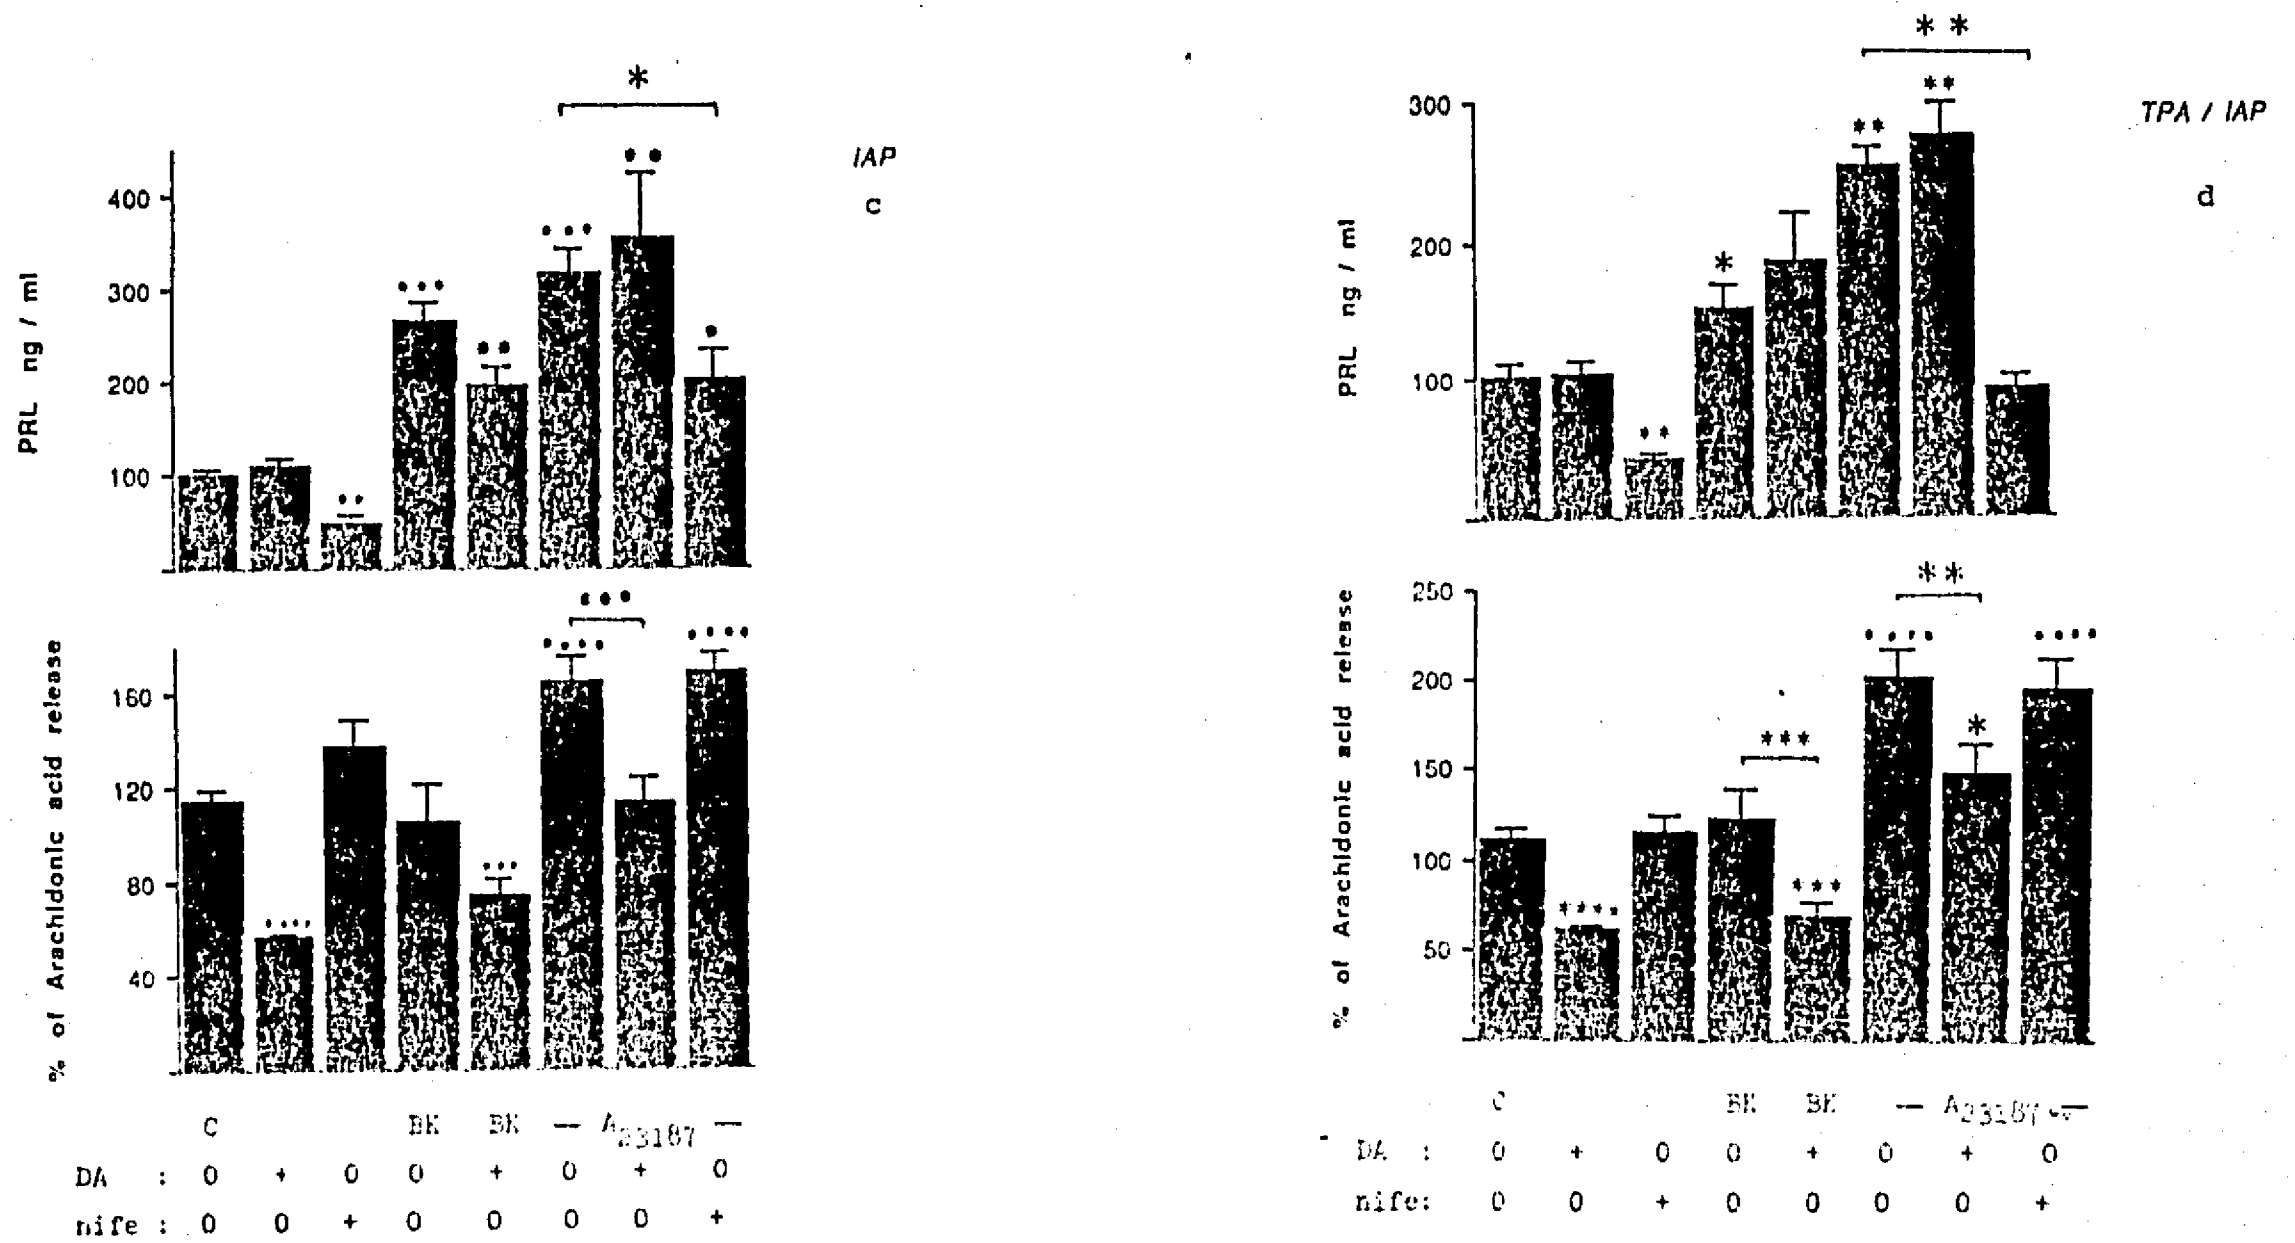 *
IAP
c
400
300
200
100
PRL ng / ml
160
120
80
40
% of Arachidonic acid release
C BK BK — A23187 —
DA : 0 + 0 0 + 0 + 0
nife : 0 0 + 0 0 0 0 +
* *
**
**
*
**
TPA / IAP
d
300
200
100
PRL ng / ml
250
200
150
100
50
% of Arachidonic acid release
**
***
*
***
****
C BK BK — A23187 —
DA : 0 + 0 0 + 0 + 0
nife: 0 0 + 0 0 0 0 +